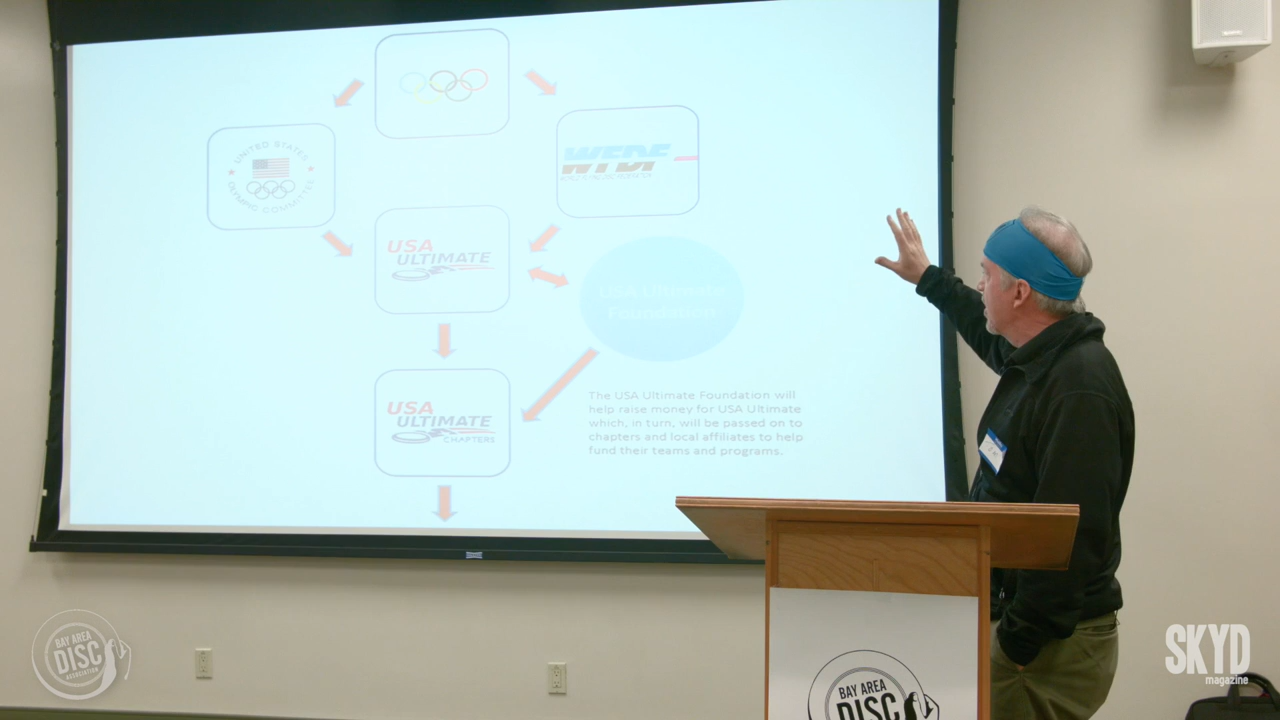 UNITED STATES
OLYMPIC COMMITTEE
WFDF
USA
ULTIMATE
USA Ultimate
Foundation
USA
ULTIMATE
CHAPTERS
The USA Ultimate Foundation will
help raise money for USA Ultimate
which, in turn, will be passed on to
chapters and local affiliates to help
fund their teams and programs.
BAY AREA
DISC
ASSOCIATION
BAY AREA
DISC
SKYD
magazine